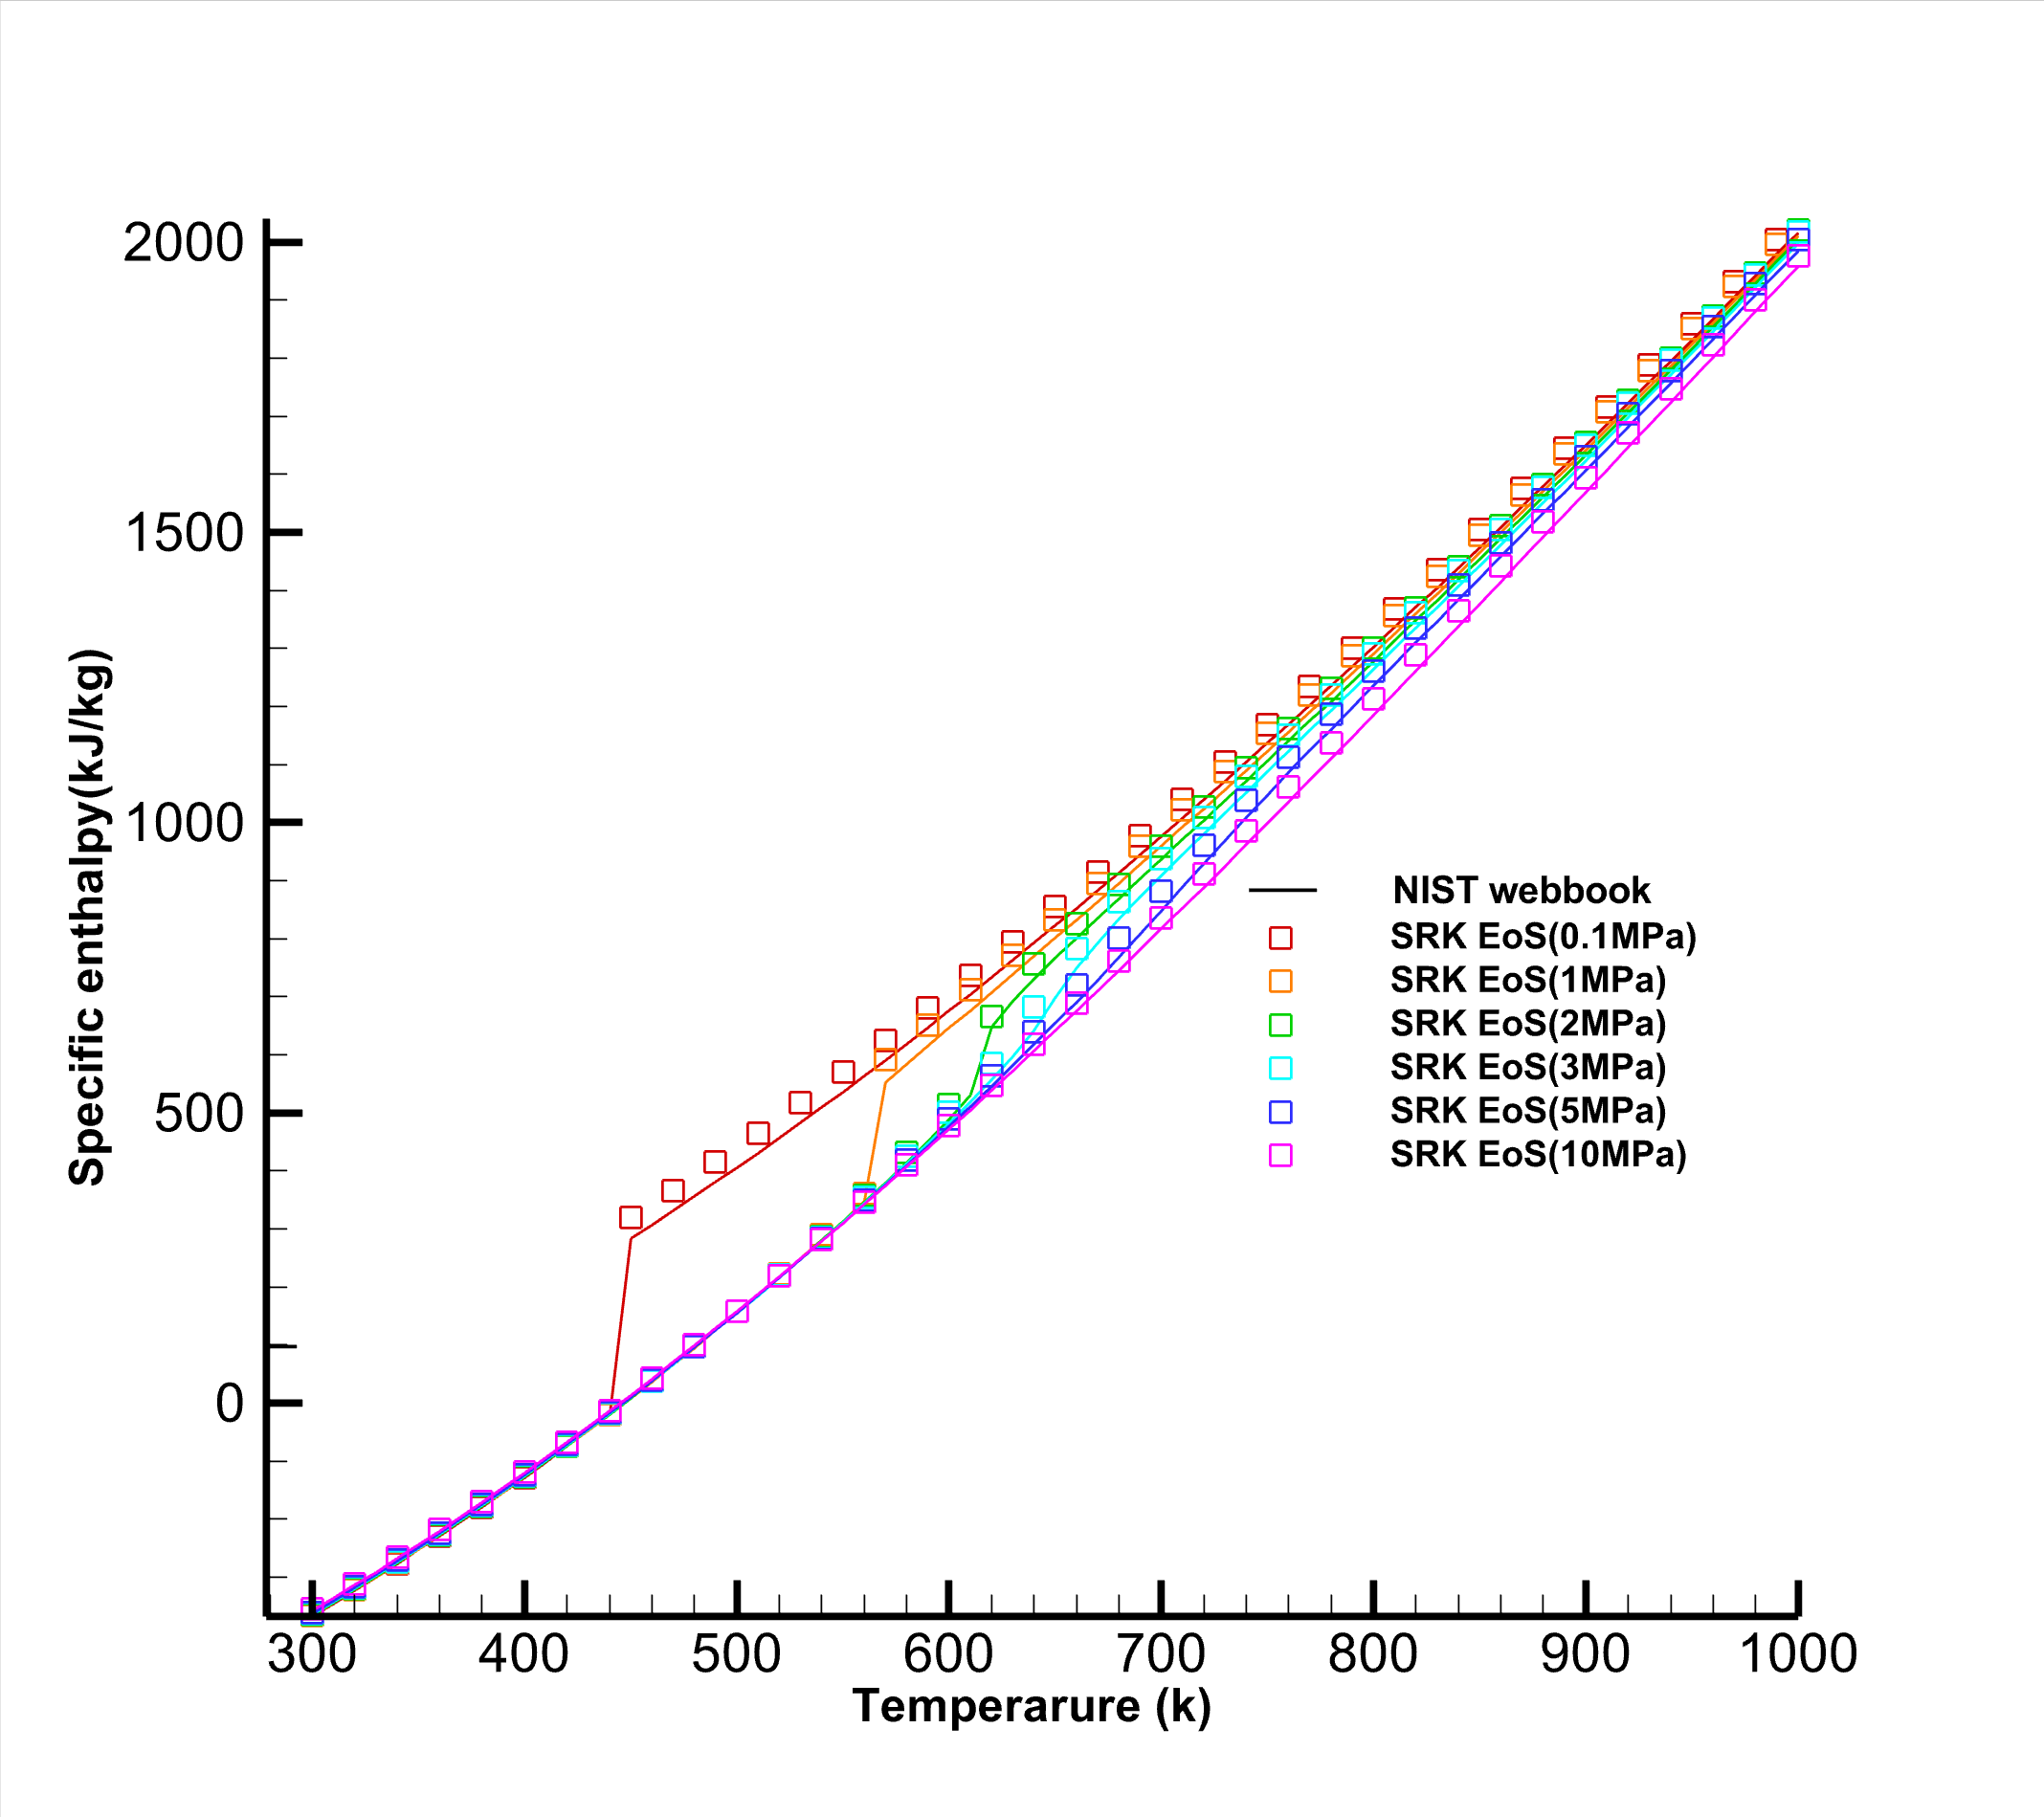 2000
1500
1000
500
0
Specific enthalpy(kJ/kg)
NIST webbook
SRK EoS(0.1MPa)
SRK EoS(1MPa)
SRK EoS(2MPa)
SRK EoS(3MPa)
SRK EoS(5MPa)
SRK EoS(10MPa)
300 400 500 600 700 800 900 1000
Temperarure (k)